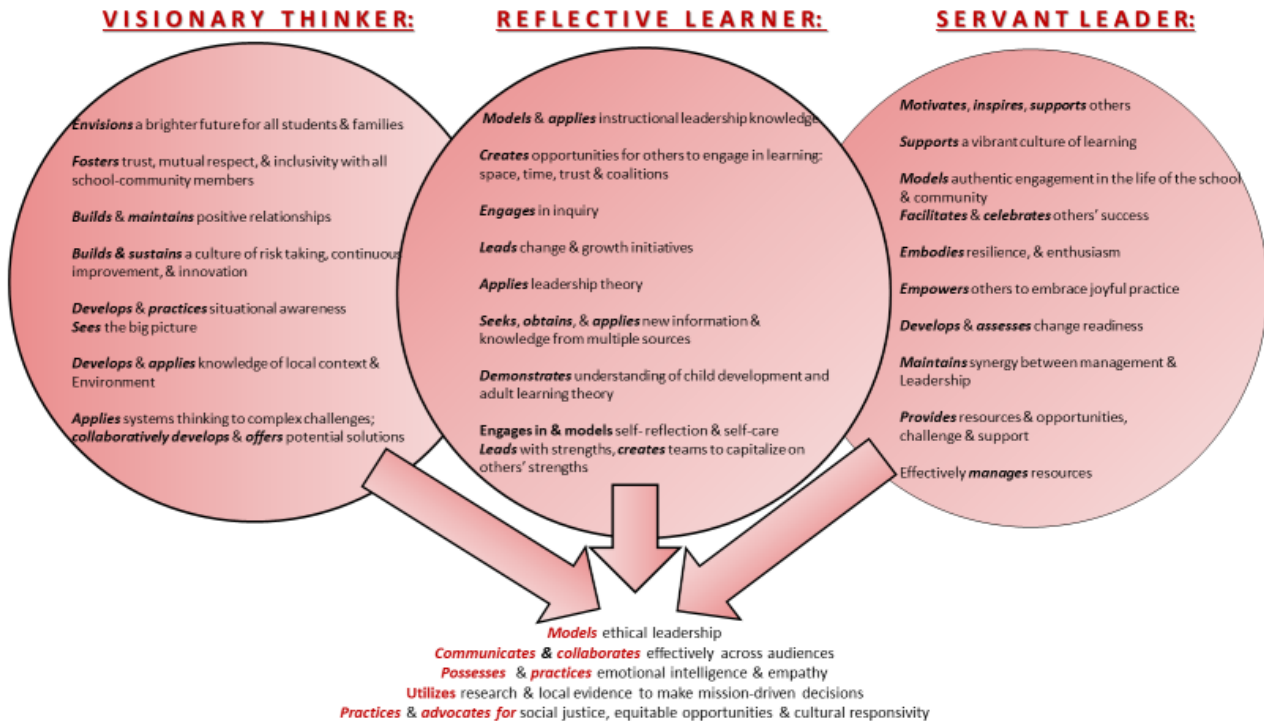 VISIONARY THINKER:
Envisions a brighter future for all students & families
Fosters trust, mutual respect, & inclusivity with all
school-community members
Builds & maintains positive relationships
Builds & sustains a culture of risk taking, continuous
improvement, & innovation
Develops & practices situational awareness
Sees the big picture
Develops & applies knowledge of local context &
Environment
Applies systems thinking to complex challenges;
collaboratively develops & offers potential solutions
REFLECTIVE LEARNER:
Models & applies instructional leadership knowledge
Creates opportunities for others to engage in learning:
space, time, trust & coalitions
Engages in inquiry
Leads change & growth initiatives
Applies leadership theory
Seeks, obtains, & applies new information &
knowledge from multiple sources
Demonstrates understanding of child development and
adult learning theory
Engages in & models self- reflection & self-care
Leads with strengths, creates teams to capitalize on
others' strengths
SERVANT LEADER:
Motivates, inspires, supports others
Supports a vibrant culture of learning
Models authentic engagement in the life of the school
& community
Facilitates & celebrates others' success
Embodies resilience, & enthusiasm
Empowers others to embrace joyful practice
Develops & assesses change readiness
Maintains synergy between management &
Leadership
Provides resources & opportunities,
challenge & support
Effectively manages resources
Models ethical leadership
Communicates & collaborates effectively across audiences
Possesses & practices emotional intelligence & empathy
Utilizes research & local evidence to make mission-driven decisions
Practices & advocates for social justice, equitable opportunities & cultural responsivity